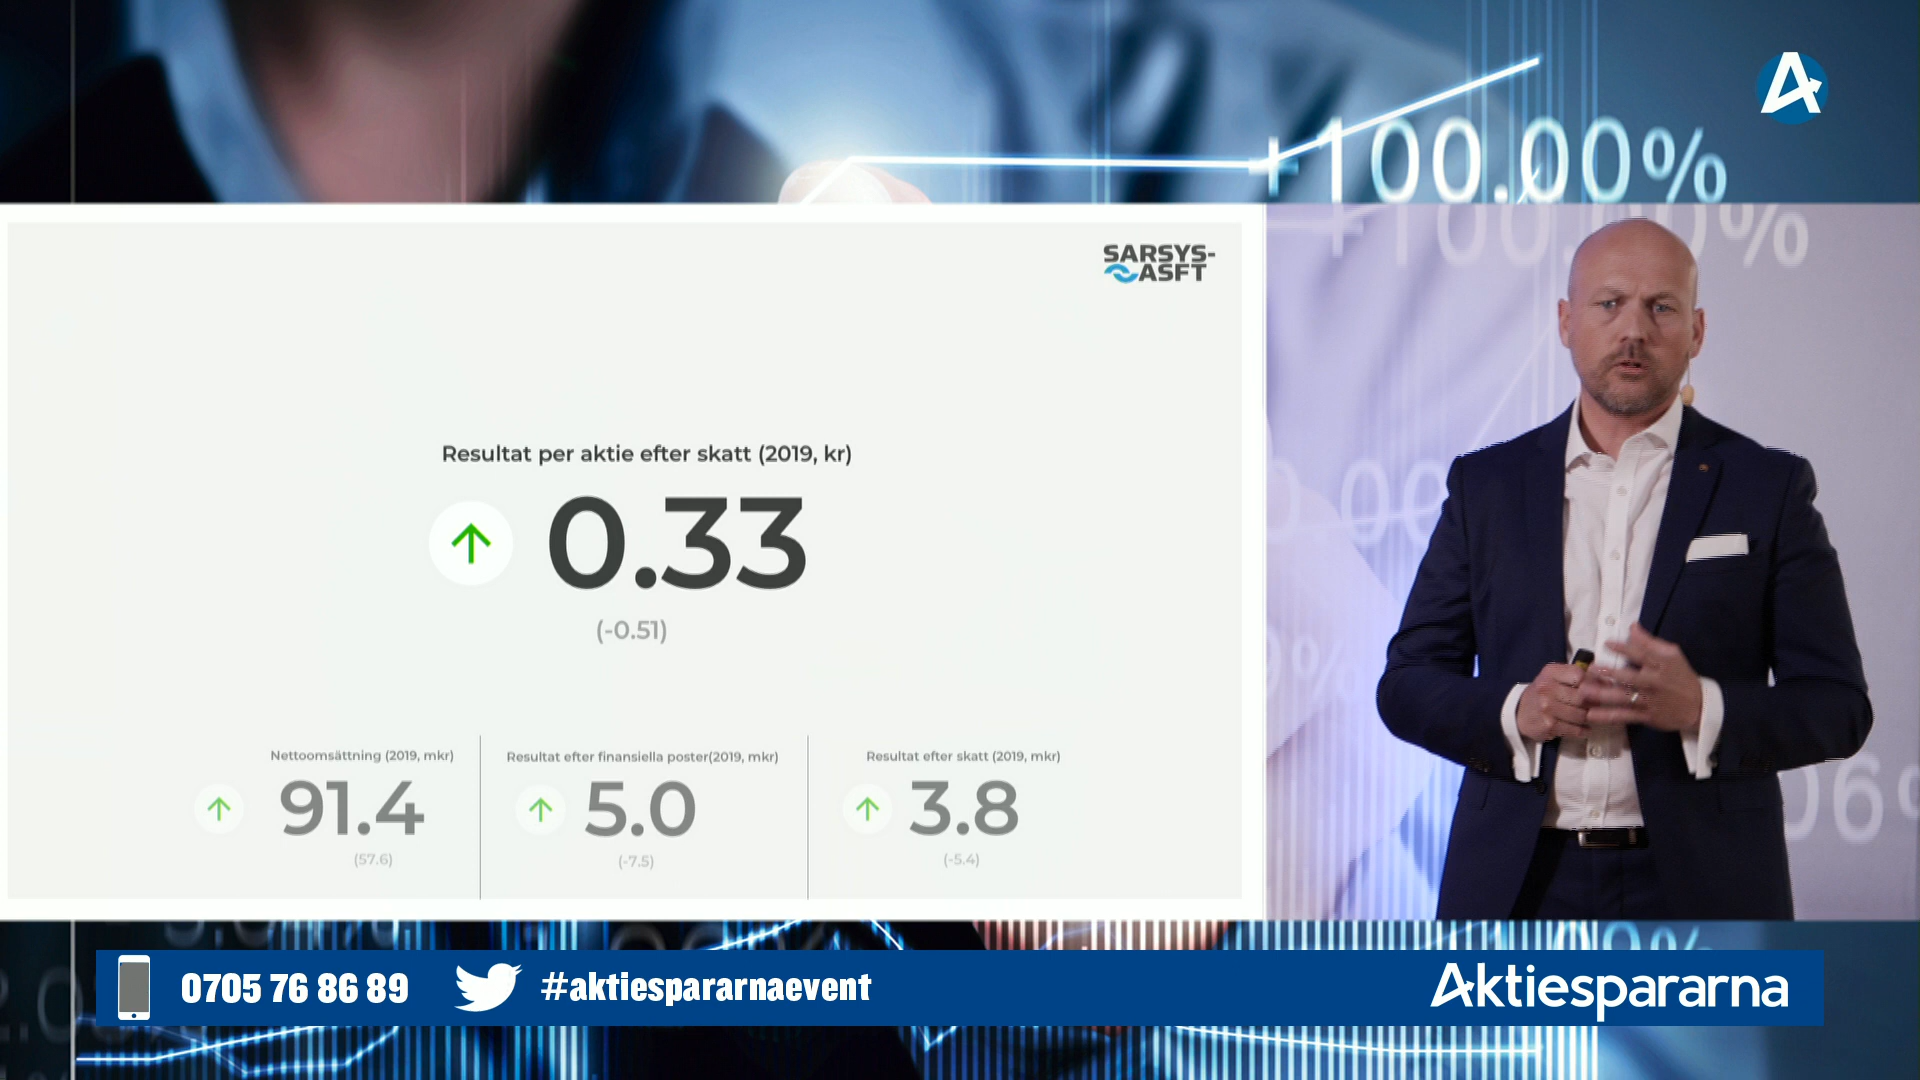 +100.00%
+100.00%
SARSYS-
ASFT
Resultat per aktie efter skatt (2019, kr)
0.33
(-0.51)
Nettoomsättning (2019, mkr)
91.4
(57.6)
Resultat efter finansiella poster(2019, mkr)
5.0
(-7.5)
Resultat efter skatt (2019, mkr)
3.8
(-5.4)
0705 76 86 89
#aktiespararnaevent
Aktiespararna